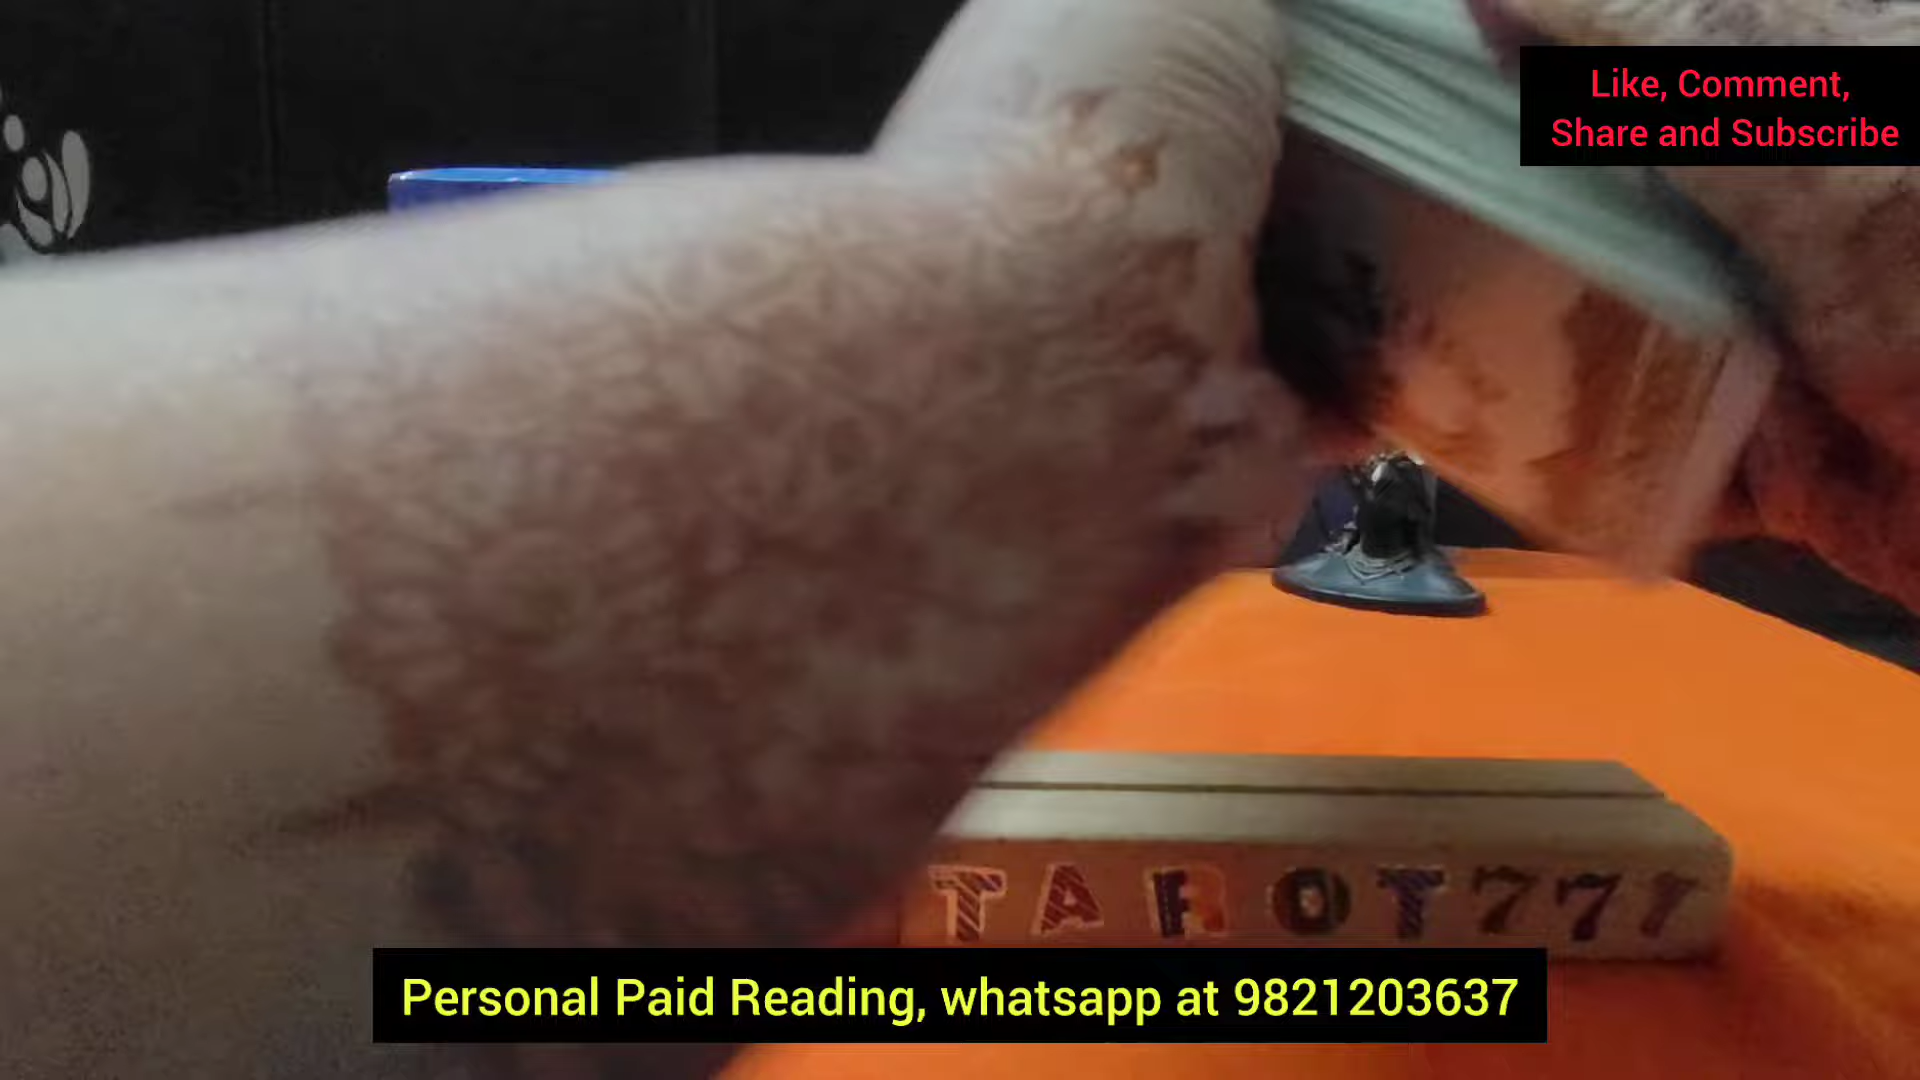 Like, Comment,
Share and Subscribe
TAROT777
Personal Paid Reading, whatsapp at 9821203637